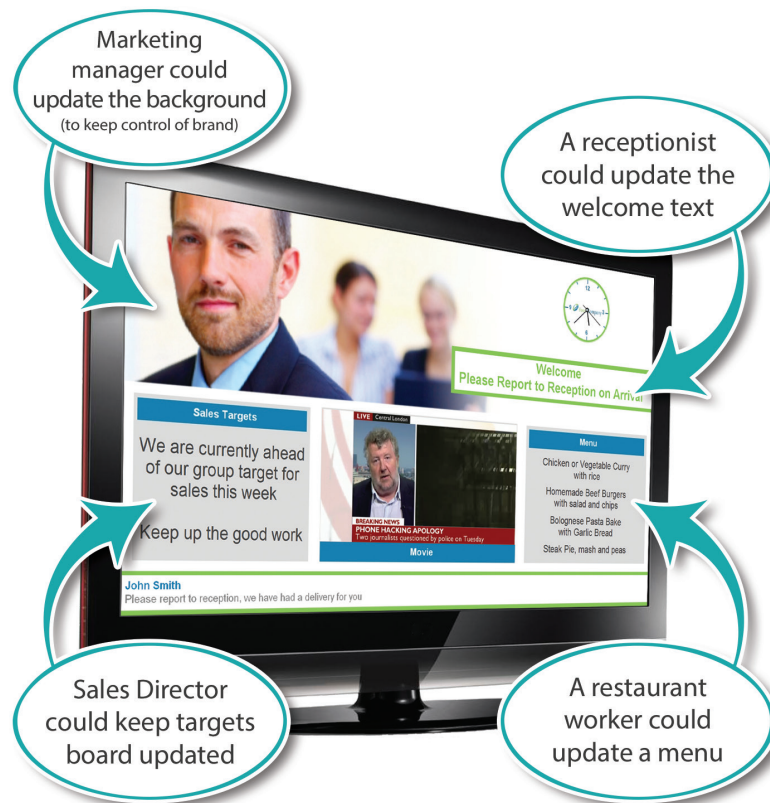 Marketing
manager could
update the background
(to keep control of brand)
A receptionist
could update the
welcome text
12
Welcome
Please Report to Reception on Arrival
Sales Targets
We are currently ahead
of our group target for
sales this week
Keep up the good work
LIVE Central London
BREAKING NEWS
PHONE HACKING APOLOGY
Two journalists questioned by police on Tuesday
Movie
Menu
Chicken or Vegetable Curry
with rice
Homemade Beef Burgers
with salad and chips
Bolognese Pasta Bake
with Garlic Bread
Steak Pie, mash and peas
John Smith
Please report to reception, we have had a delivery for you
Sales Director
could keep targets
board updated
A restaurant
worker could
update a menu